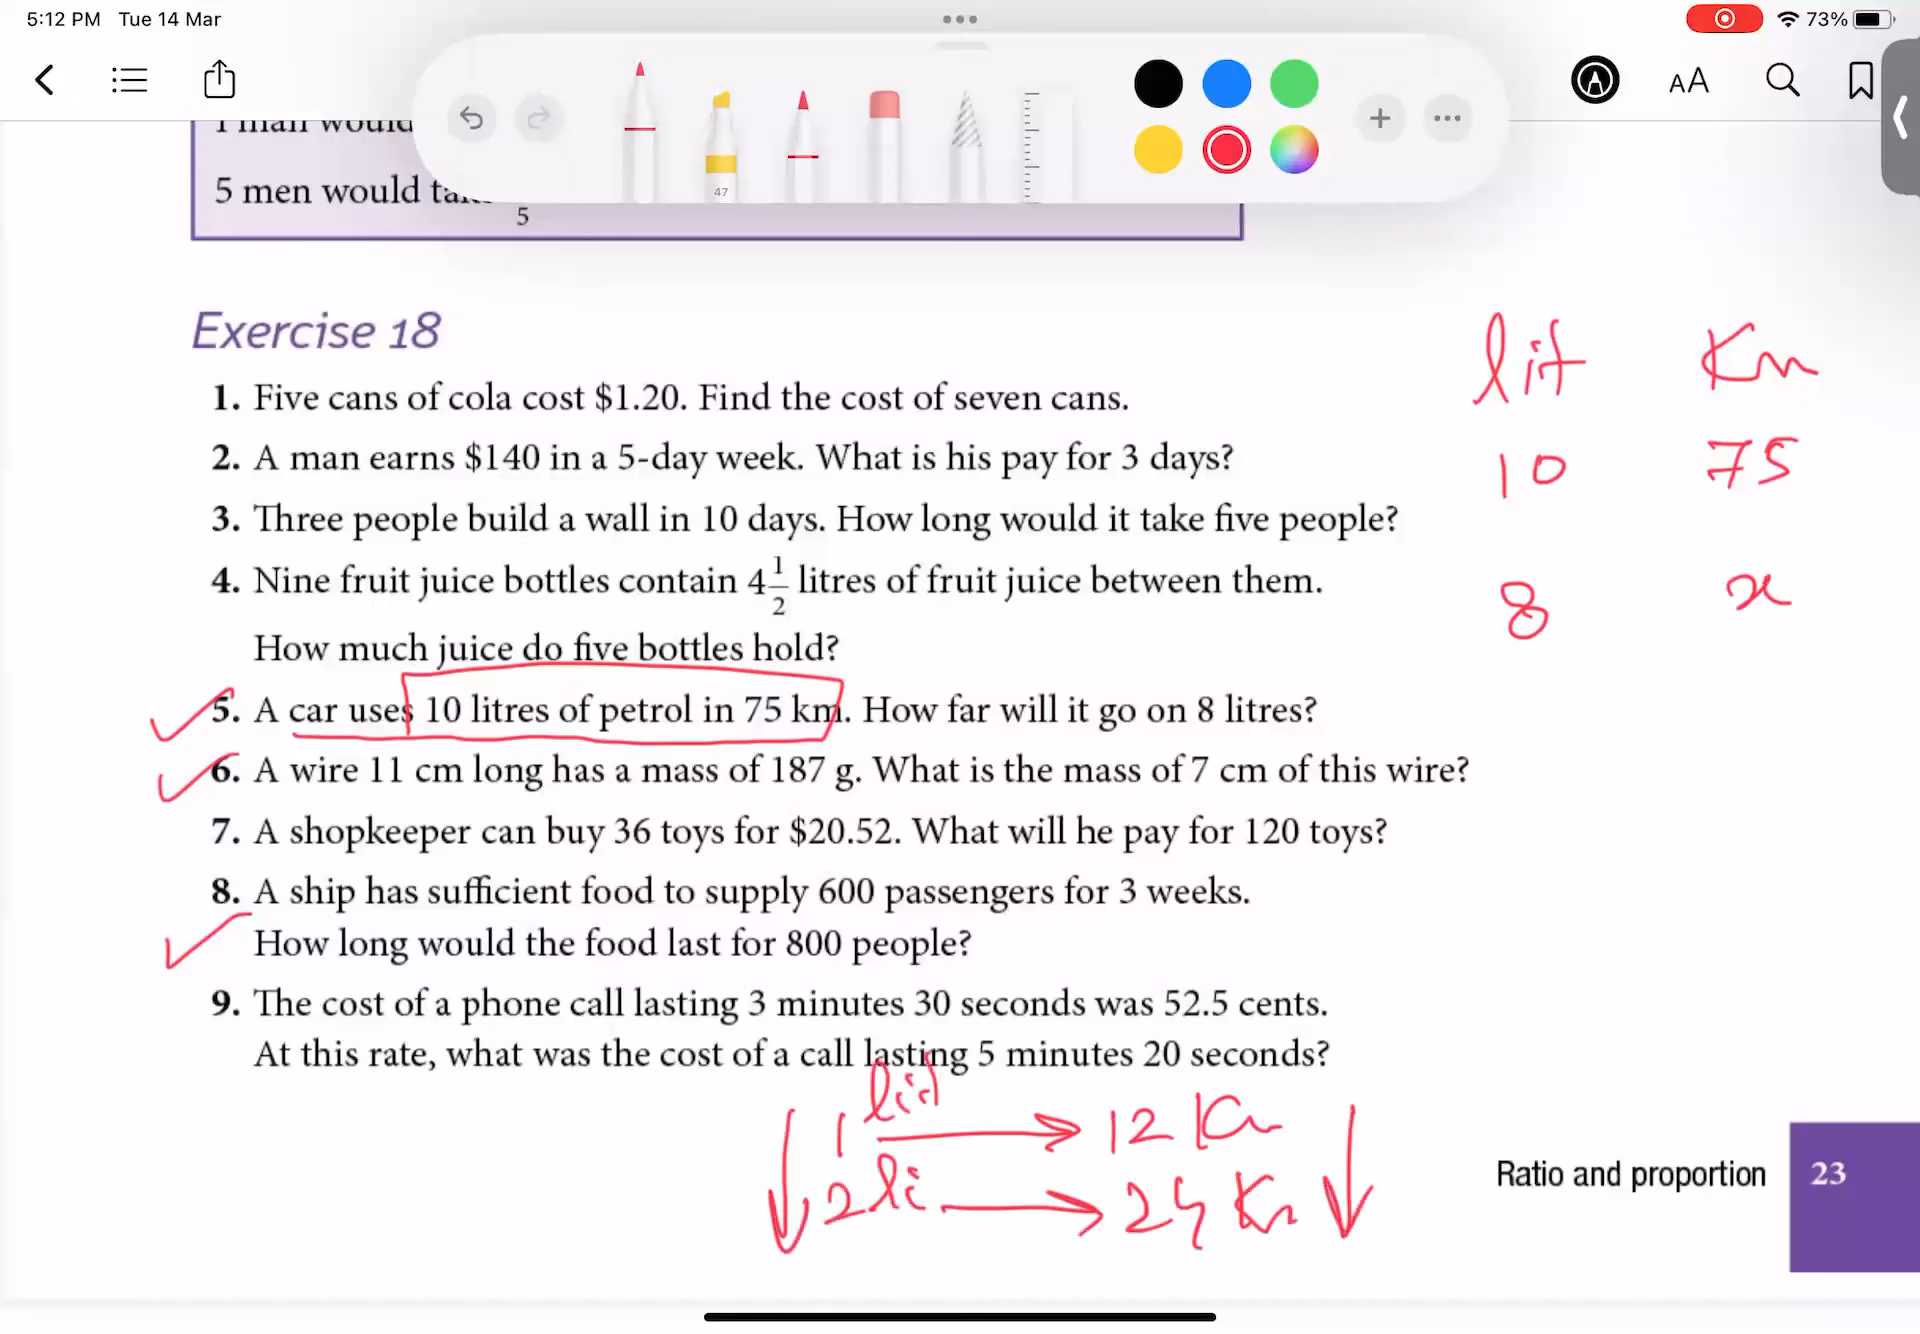 5:12 PM Tue 14 Mar
73%
47
1 man would
5 men would
5
Exercise 18
1. Five cans of cola cost $1.20. Find the cost of seven cans.
2. A man earns $140 in a 5-day week. What is his pay for 3 days?
3. Three people build a wall in 10 days. How long would it take five people?
4. Nine fruit juice bottles contain 4 1/2 litres of fruit juice between them.
How much juice do five bottles hold?
5. A car uses 10 litres of petrol in 75 km. How far will it go on 8 litres?
6. A wire 11 cm long has a mass of 187 g. What is the mass of 7 cm of this wire?
7. A shopkeeper can buy 36 toys for $20.52. What will he pay for 120 toys?
8. A ship has sufficient food to supply 600 passengers for 3 weeks.
How long would the food last for 800 people?
9. The cost of a phone call lasting 3 minutes 30 seconds was 52.5 cents.
At this rate, what was the cost of a call lasting 5 minutes 20 seconds?
lit Km
10 75
8 x
1 lit → 12 Km
2 li → 24 Km
Ratio and proportion 23
AA